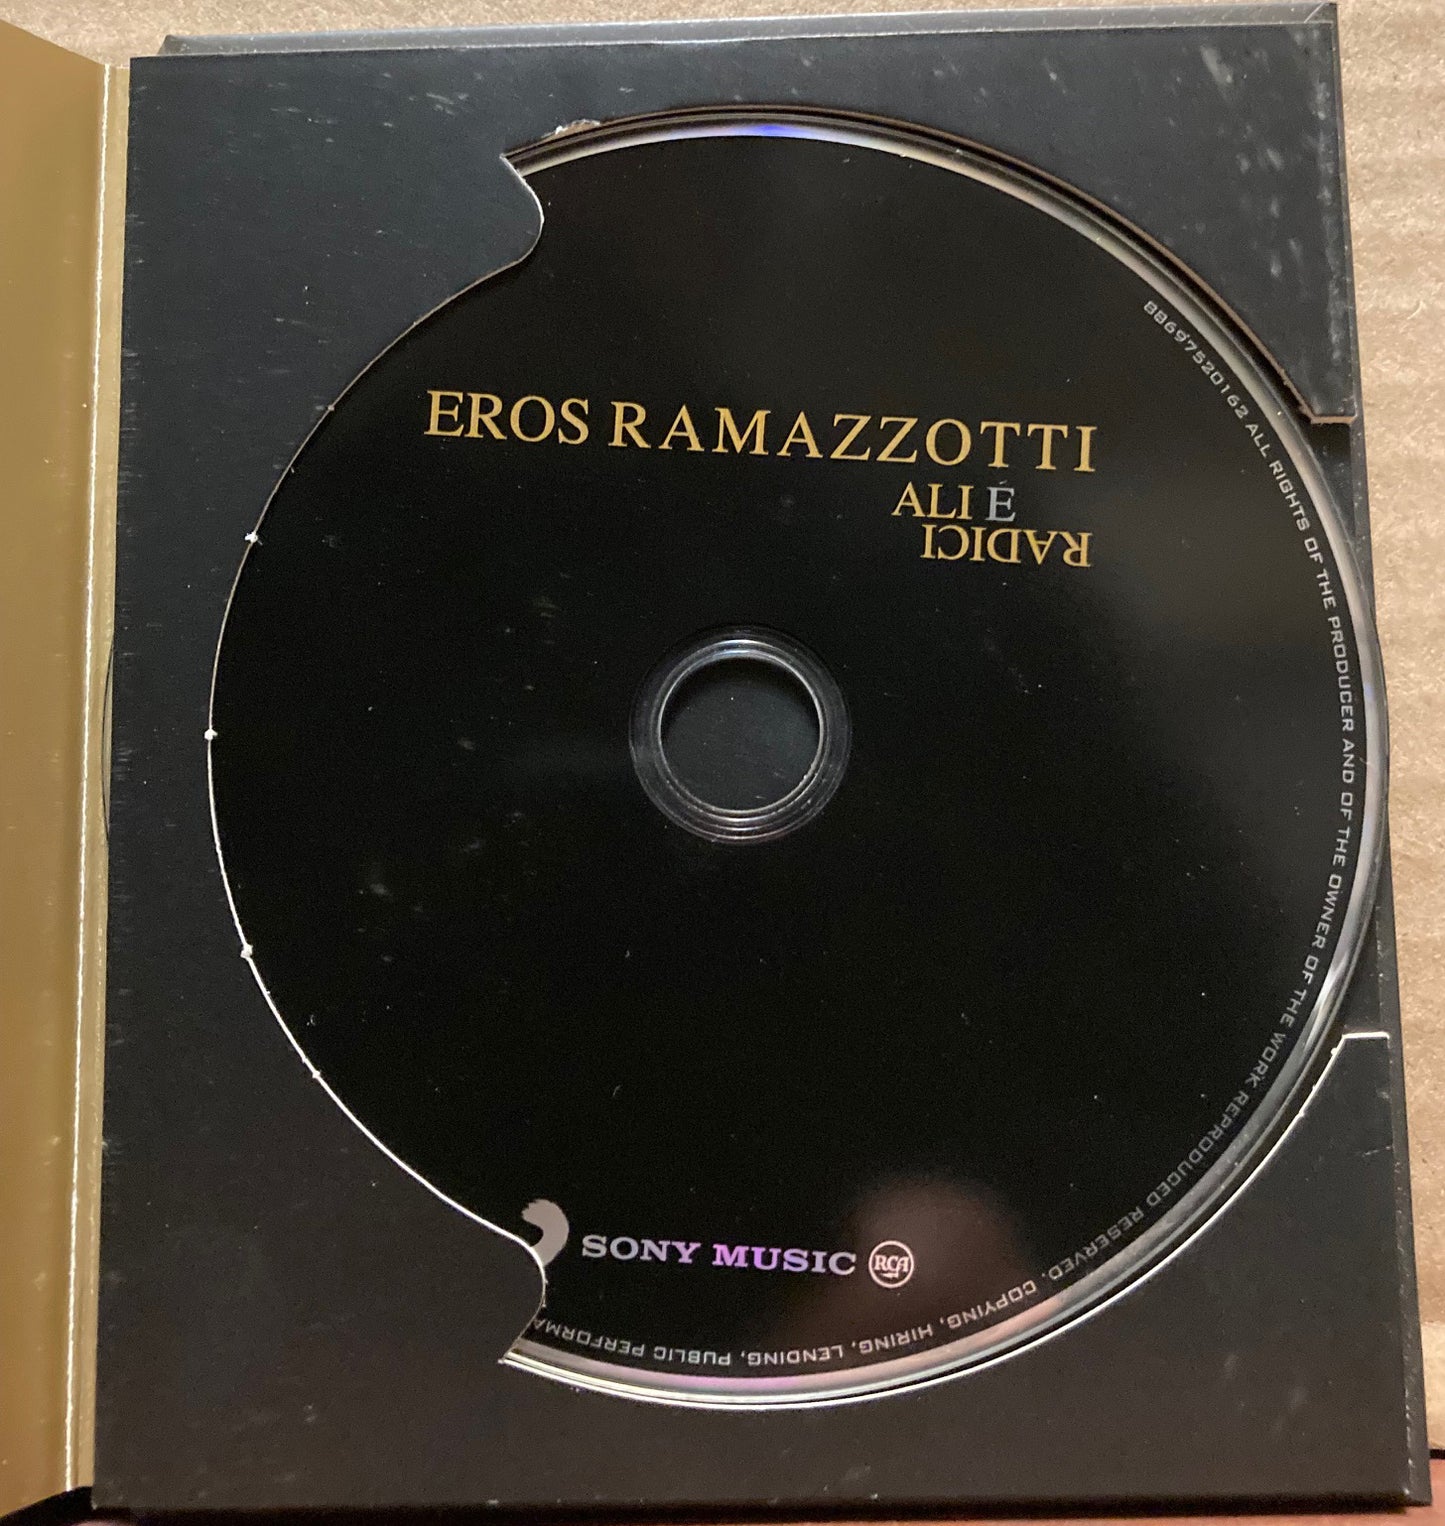 EROS RAMAZZOTTI
ALI E
RADICI
88697520162 ALL RIGHTS OF THE PRODUCER AND OF THE OWNER OF THE WORK REPRODUCED RESERVED. COPYING, HIRING, LENDING, PUBLIC PERFORMA
SONY MUSIC RCA